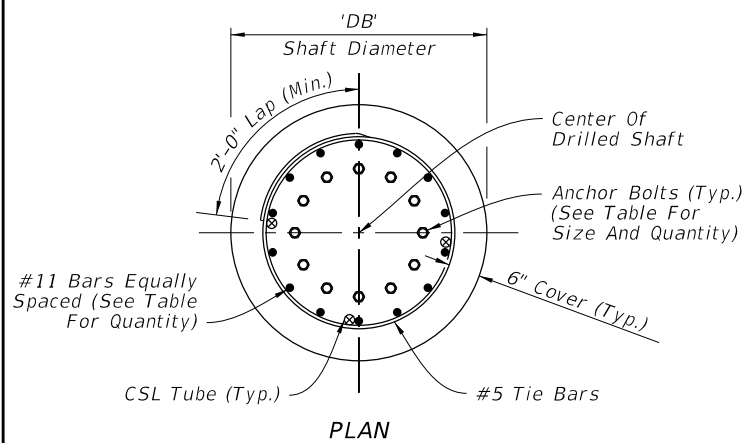 'DB'
Shaft Diameter
2'-0" Lap (Min.)
Center Of
Drilled Shaft
Anchor Bolts (Typ.)
(See Table For
Size And Quantity)
#11 Bars Equally
Spaced (See Table
For Quantity)
6" Cover (Typ.)
CSL Tube (Typ.)
#5 Tie Bars
PLAN